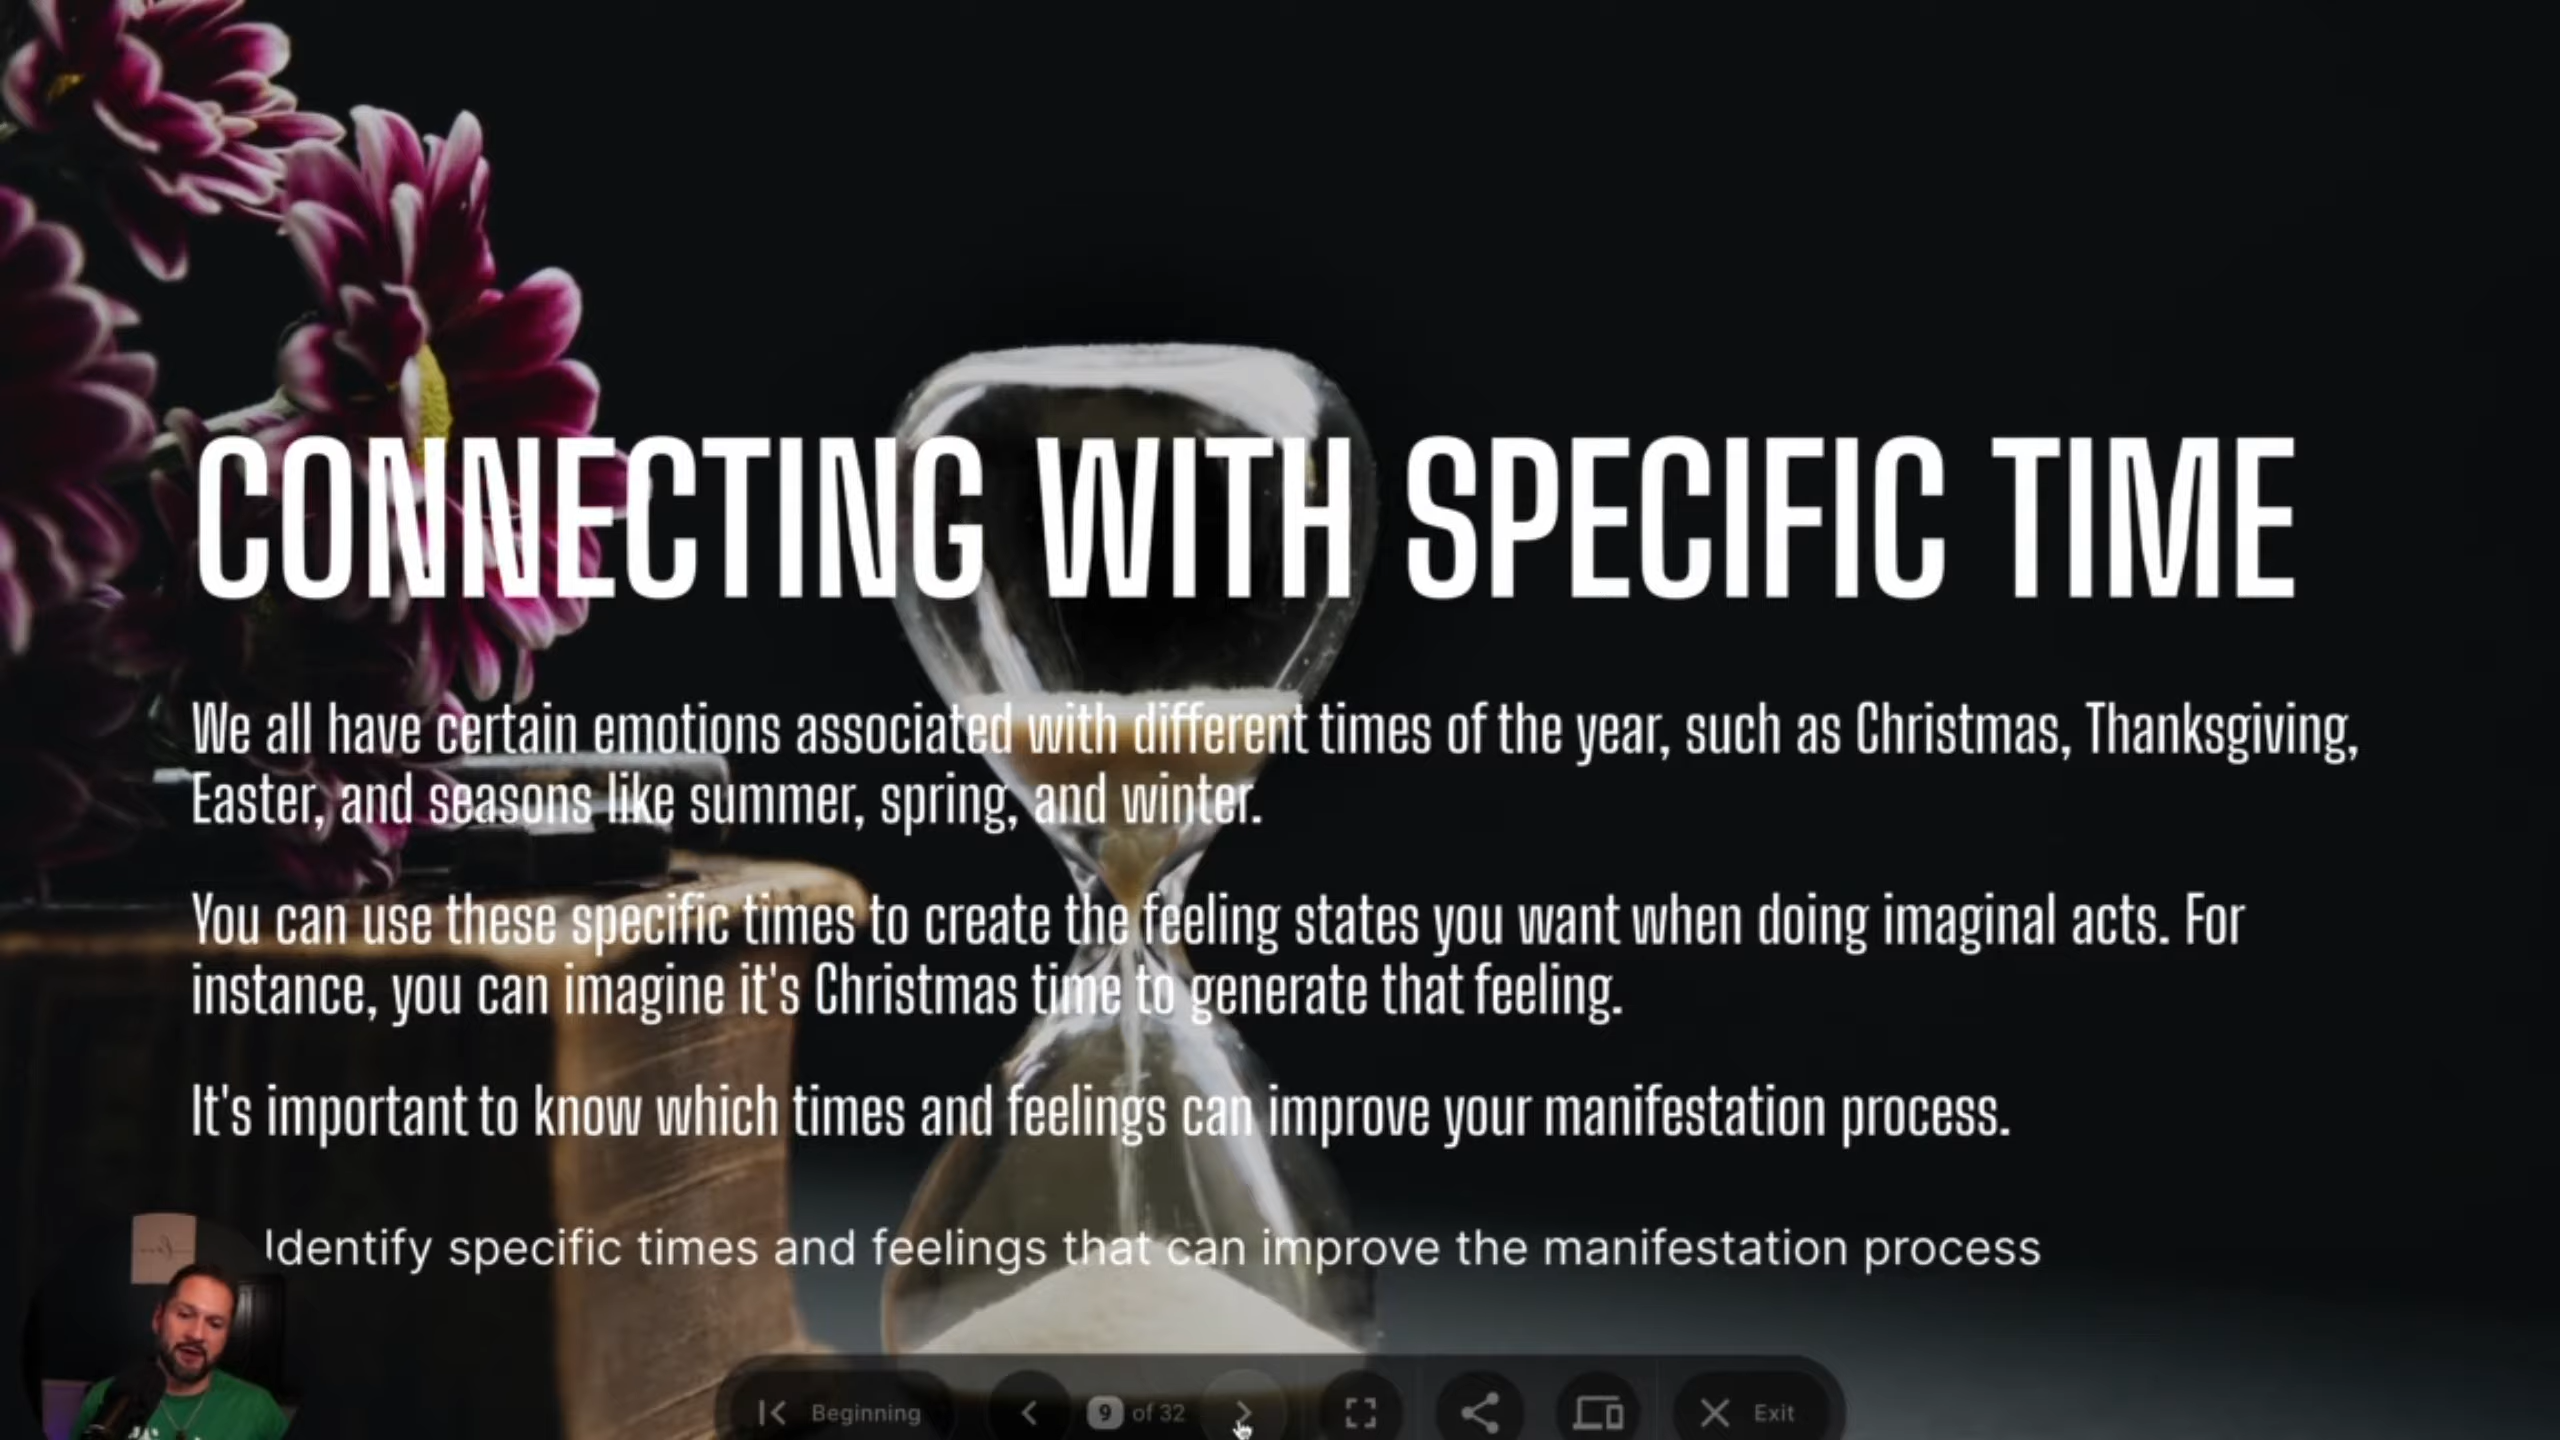 CONNECTING WITH SPECIFIC TIME
We all have certain emotions associated with different times of the year, such as Christmas, Thanksgiving,
Easter, and seasons like summer, spring, and winter.
You can use these specific times to create the feeling states you want when doing imaginal acts. For
instance, you can imagine it's Christmas time to generate that feeling.
It's important to know which times and feelings can improve your manifestation process.
Identify specific times and feelings that can improve the manifestation process
Beginning
9 of 32
Exit